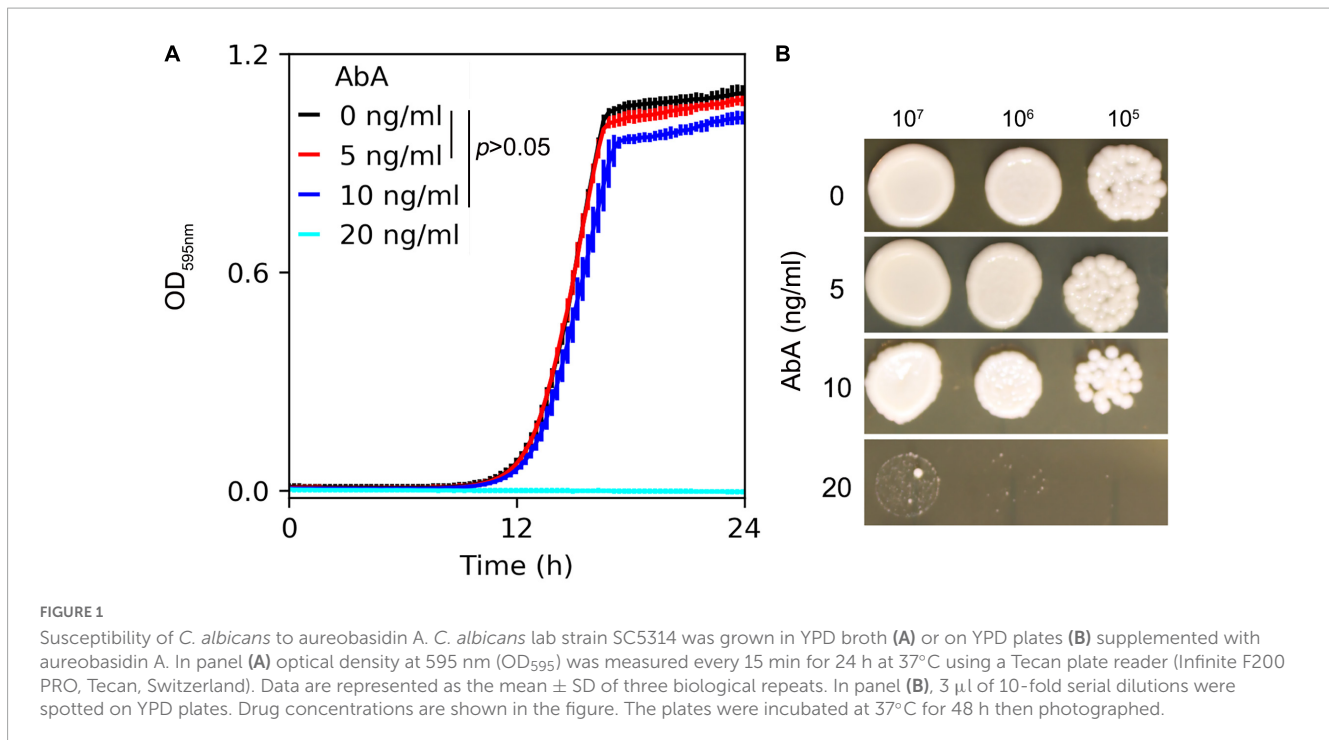 A
1.2
AbA
0 ng/ml
5 ng/ml
10 ng/ml
20 ng/ml
p>0.05
OD595nm
0.6
0.0
0
12
24
Time (h)
B
10⁷
10⁶
10⁵
AbA (ng/ml)
0
5
10
20
FIGURE 1
Susceptibility of C. albicans to aureobasidin A. C. albicans lab strain SC5314 was grown in YPD broth (A) or on YPD plates (B) supplemented with
aureobasidin A. In panel (A) optical density at 595 nm (OD₅₉₅) was measured every 15 min for 24 h at 37°C using a Tecan plate reader (Infinite F200
PRO, Tecan, Switzerland). Data are represented as the mean ± SD of three biological repeats. In panel (B), 3 μl of 10-fold serial dilutions were
spotted on YPD plates. Drug concentrations are shown in the figure. The plates were incubated at 37°C for 48 h then photographed.